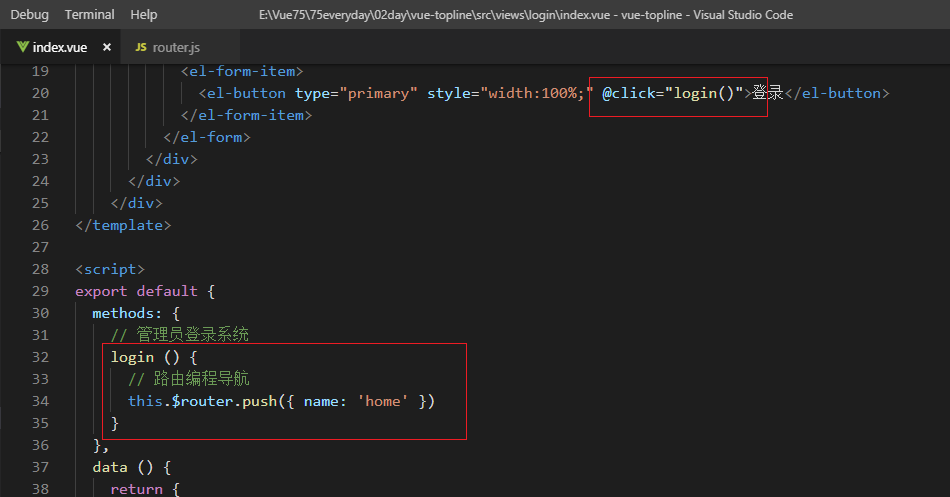 Debug Terminal Help E:\Vue75\75everyday\02day\vue-topline\src\views\login\index.vue - vue-topline - Visual Studio Code
index.vue × JS router.js
19 <el-form-item>
20 <el-button type="primary" style="width:100%;" @click="login()">登录</el-button>
21 </el-form-item>
22 </el-form>
23 </div>
24 </div>
25 </div>
26 </template>
27
28 <script>
29 export default {
30 methods: {
31 // 管理员登录系统
32 login () {
33 // 路由编程导航
34 this.$router.push({ name: 'home' })
35 }
36 },
37 data () {
38 return {